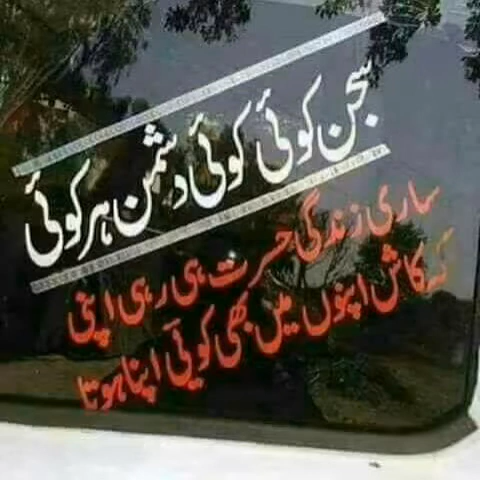 سجن کوئی کوئی دشمن ہر کوئی
ساری زندگی حسرت ہی رہی اپنی
کہ کاش اپنوں میں بھی کوئی اپنا ہوتا